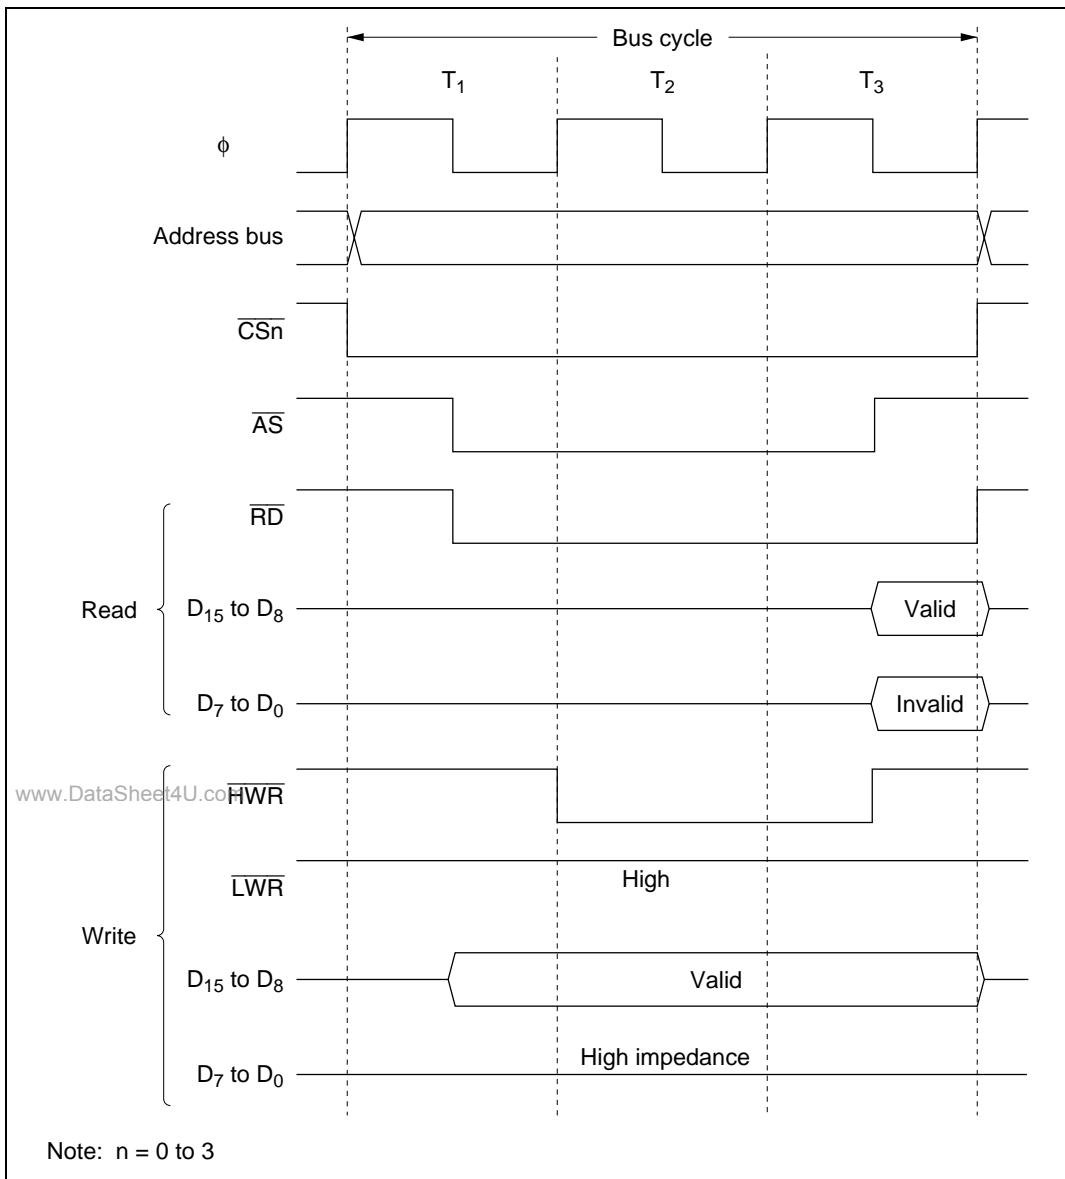 Bus cycle
T1 T2 T3
ϕ
Address bus
CSn
AS
RD
Read
D15 to D8 Valid
D7 to D0 Invalid
www.DataSheet4U.com
HWR
LWR High
Write
D15 to D8 Valid
D7 to D0 High impedance
Note: n = 0 to 3